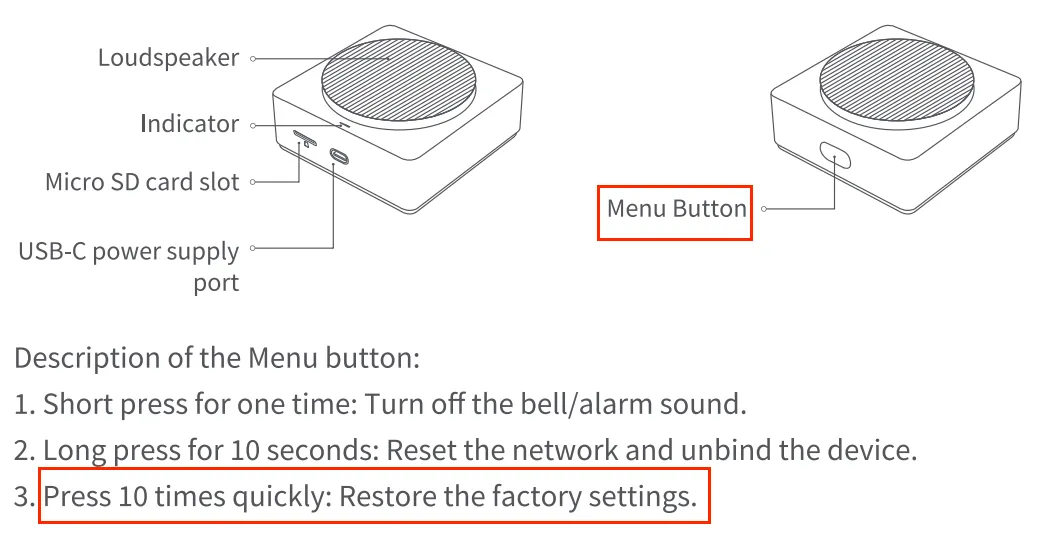 Loudspeaker
Indicator
Micro SD card slot
USB-C power supply
port
Menu Button
Description of the Menu button:
1. Short press for one time: Turn off the bell/alarm sound.
2. Long press for 10 seconds: Reset the network and unbind the device.
3. Press 10 times quickly: Restore the factory settings.